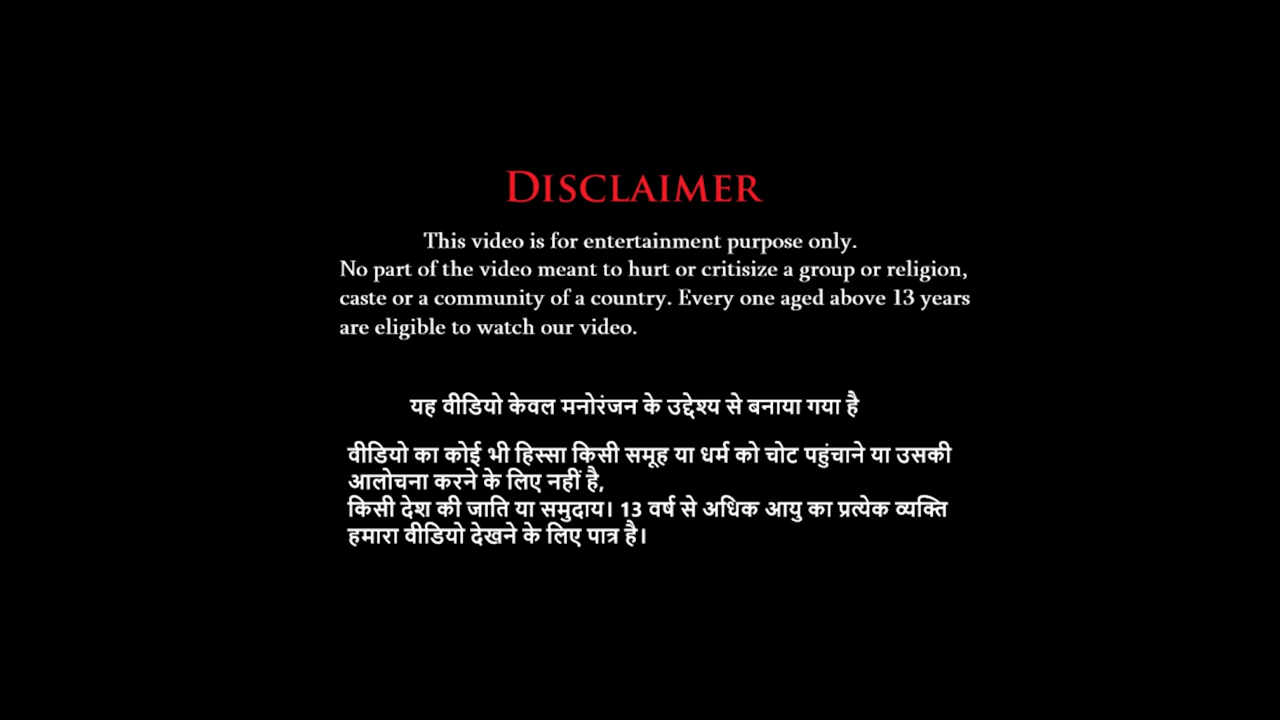 DISCLAIMER
This video is for entertainment purpose only.
No part of the video meant to hurt or critisize a group or religion,
caste or a community of a country. Every one aged above 13 years
are eligible to watch our video.
यह वीडियो केवल मनोरंजन के उद्देश्य से बनाया गया है
वीडियो का कोई भी हिस्सा किसी समूह या धर्म को चोट पहुंचाने या उसकी
आलोचना करने के लिए नहीं है,
किसी देश की जाति या समुदाय। 13 वर्ष से अधिक आयु का प्रत्येक व्यक्ति
हमारा वीडियो देखने के लिए पात्र है।